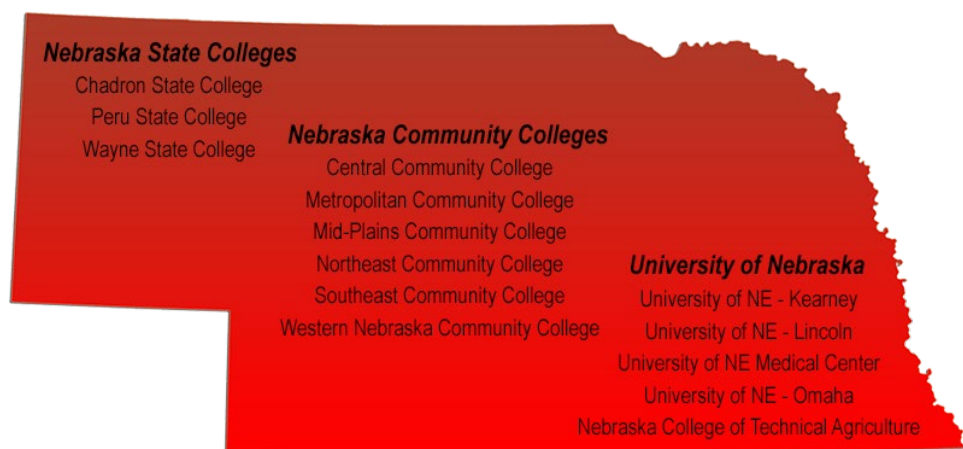 Nebraska State Colleges
Chadron State College
Peru State College
Wayne State College
Nebraska Community Colleges
Central Community College
Metropolitan Community College
Mid-Plains Community College
Northeast Community College
Southeast Community College
Western Nebraska Community College
University of Nebraska
University of NE - Kearney
University of NE - Lincoln
University of NE Medical Center
University of NE - Omaha
Nebraska College of Technical Agriculture